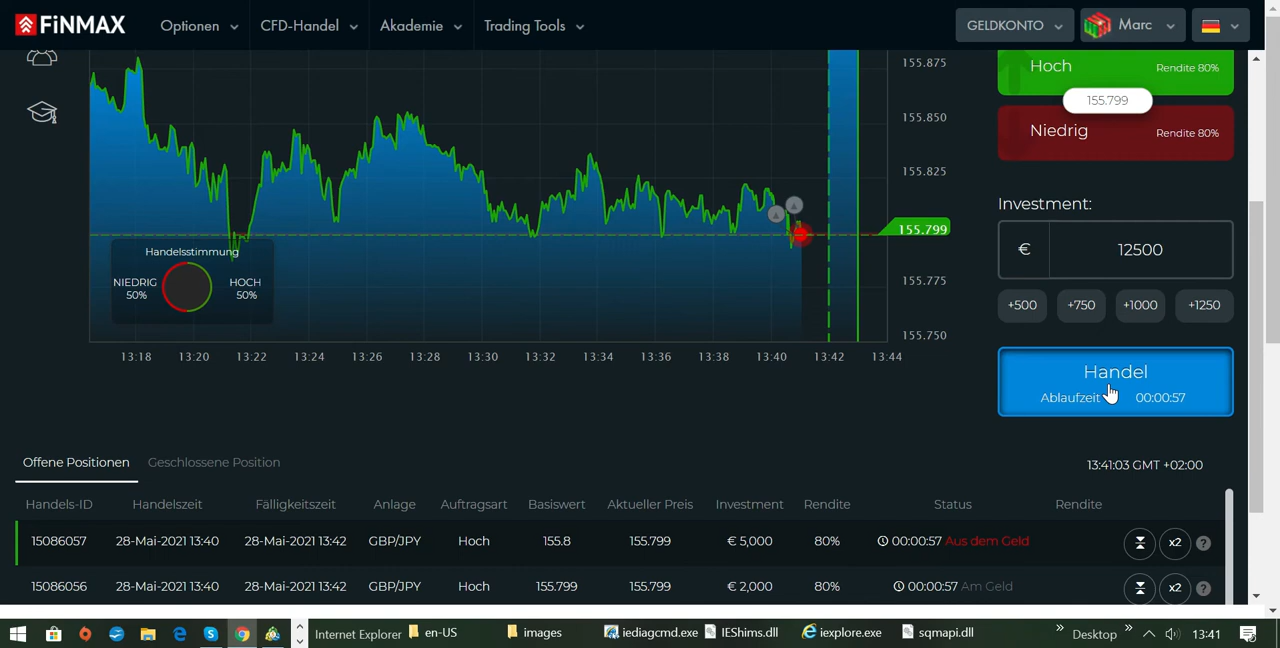 FiNMAX Optionen CFD-Handel Akademie Trading Tools GELDKONTO Marc
155.875
155.850
155.825
155.799
155.775
155.750
Handelsstimmung
NIEDRIG HOCH
50% 50%
13:18 13:20 13:22 13:24 13:26 13:28 13:30 13:32 13:34 13:36 13:38 13:40 13:42 13:44
Hoch Rendite 80%
155.799
Niedrig Rendite 80%
Investment:
€ 12500
+500 +750 +1000 +1250
Handel
Ablaufzeit 00:00:57
Offene Positionen Geschlossene Position 13:41:03 GMT +02:00
Handels-ID Handelszeit Fälligkeitszeit Anlage Auftragsart Basiswert Aktueller Preis Investment Rendite Status Rendite
15086057 28-Mai-2021 13:40 28-Mai-2021 13:42 GBP/JPY Hoch 155.8 155.799 € 5,000 80% 00:00:57 Aus dem Geld x2 ?
15086056 28-Mai-2021 13:40 28-Mai-2021 13:42 GBP/JPY Hoch 155.799 155.799 € 2,000 80% 00:00:57 Am Geld x2 ?
Internet Explorer en-US images iediagcmd.exe IEShims.dll iexplore.exe sqmapi.dll » Desktop » 13:41